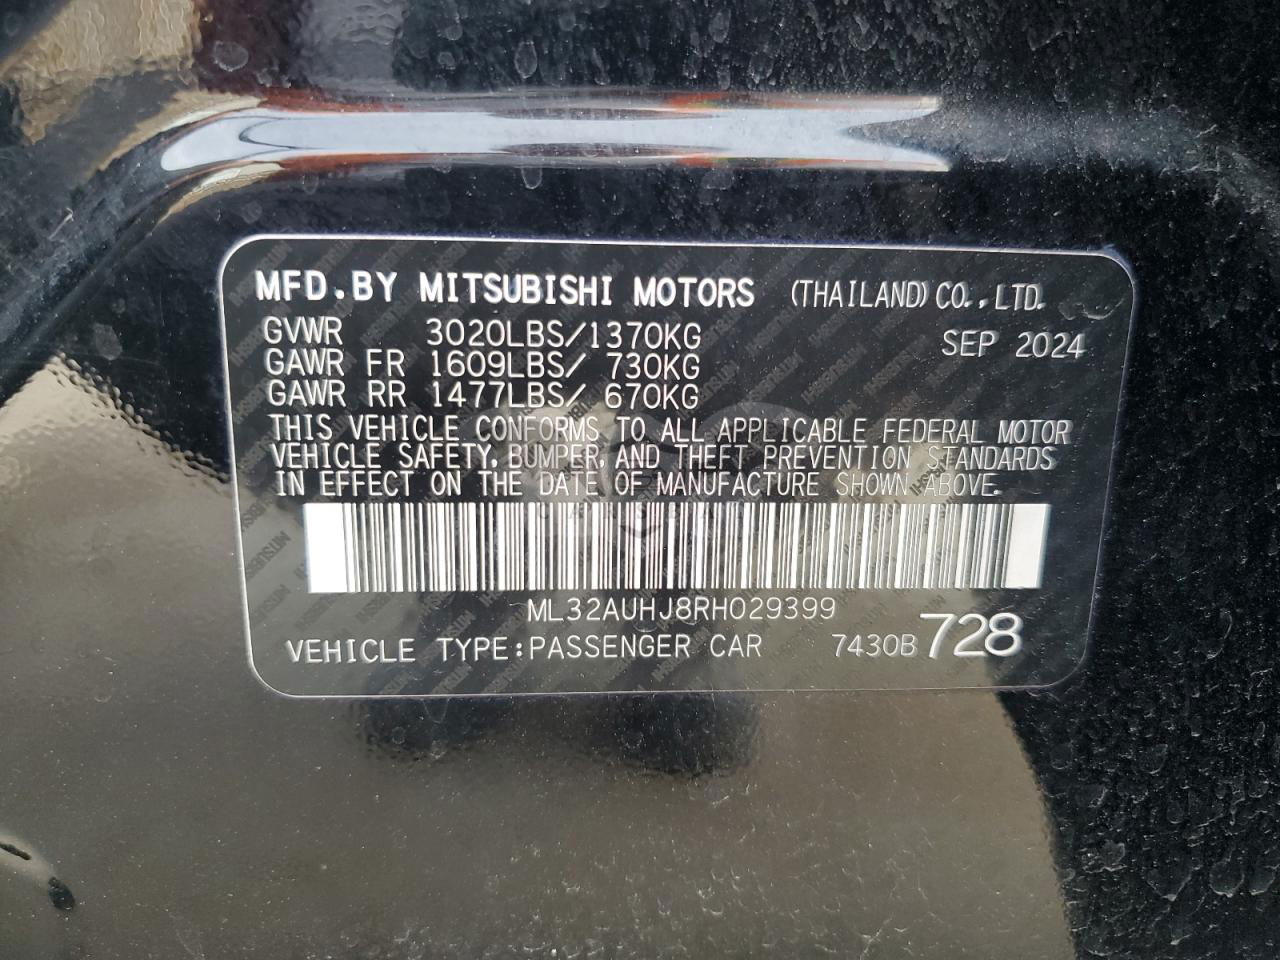 MFD.BY MITSUBISHI MOTORS (THAILAND) CO.,LTD.
GVWR 3020LBS/1370KG SEP 2024
GAWR FR 1609LBS/ 730KG
GAWR RR 1477LBS/ 670KG
THIS VEHICLE CONFORMS TO ALL APPLICABLE FEDERAL MOTOR
VEHICLE SAFETY, BUMPER, AND THEFT PREVENTION STANDARDS
IN EFFECT ON THE DATE OF MANUFACTURE SHOWN ABOVE.
ML32AUHJ8RH029399
VEHICLE TYPE:PASSENGER CAR 7430B 728